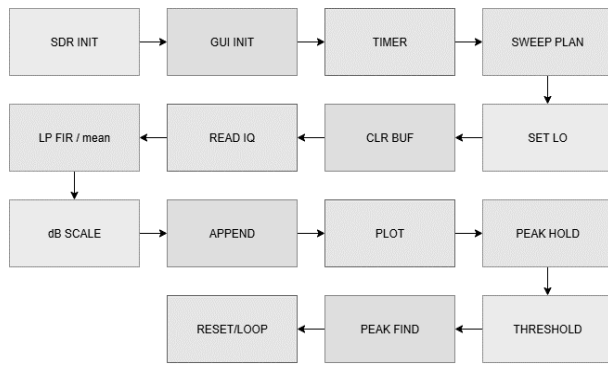 SDR INIT
GUI INIT
TIMER
SWEEP PLAN
LP FIR / mean
READ IQ
CLR BUF
SET LO
dB SCALE
APPEND
PLOT
PEAK HOLD
RESET/LOOP
PEAK FIND
THRESHOLD